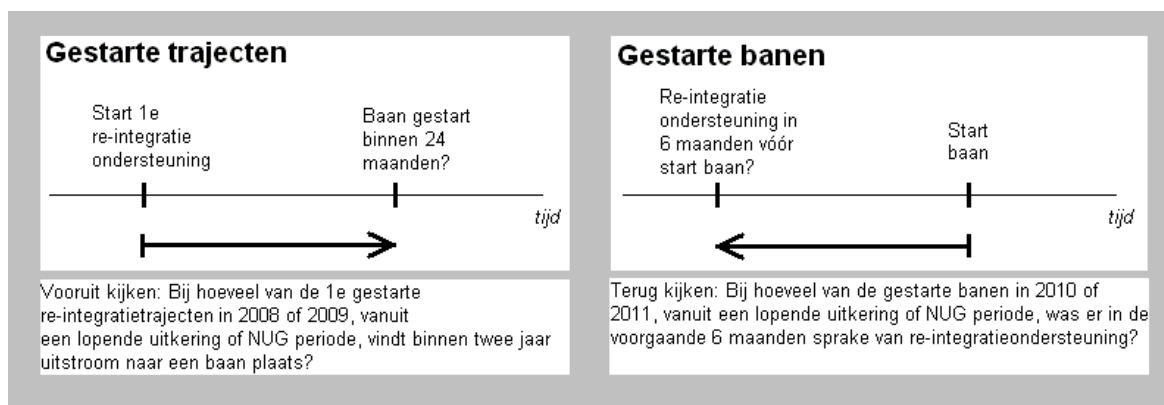 Gestarte trajecten
Start 1e
re-integratie
ondersteuning
Baan gestart
binnen 24
maanden?
tijd
Vooruit kijken: Bij hoeveel van de 1e gestarte
re-integratietrajecten in 2008 of 2009, vanuit
een lopende uitkering of NUG periode, vindt binnen twee jaar
uitstroom naar een baan plaats?
Gestarte banen
Re-integratie
ondersteuning in
6 maanden vóór
start baan?
Start
baan
tijd
Terug kijken: Bij hoeveel van de gestarte banen in 2010 of
2011, vanuit een lopende uitkering of NUG periode, was er in de
voorgaande 6 maanden sprake van re-integratieondersteuning?